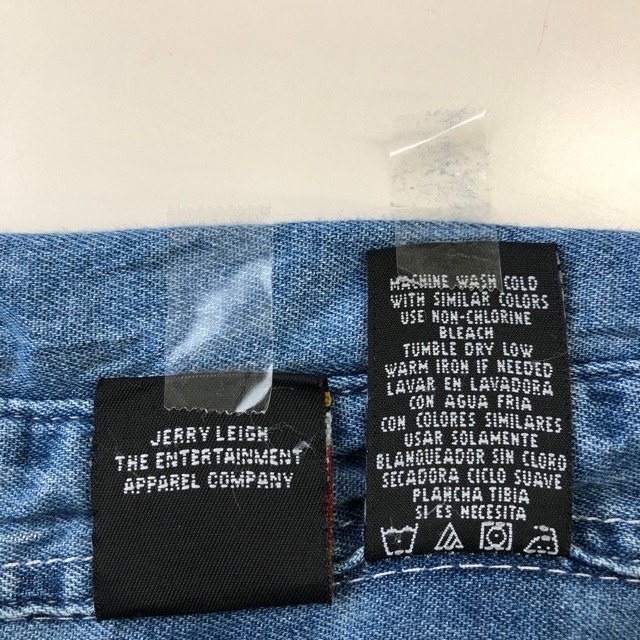 JERRY LEIGH
THE ENTERTAINMENT
APPAREL COMPANY
MACHINE WASH COLD
WITH SIMILAR COLORS
USE NON-CHLORINE
BLEACH
TUMBLE DRY LOW
WARM IRON IF NEEDED
LAVAR EN LAVADORA
CON AGUA FRIA
CON COLORES SIMILARES
USAR SOLAMENTE
BLANQUEADOR SIN CLORO
SECADORA CICLO SUAVE
PLANCHA TIBIA
SI ES NECESITA